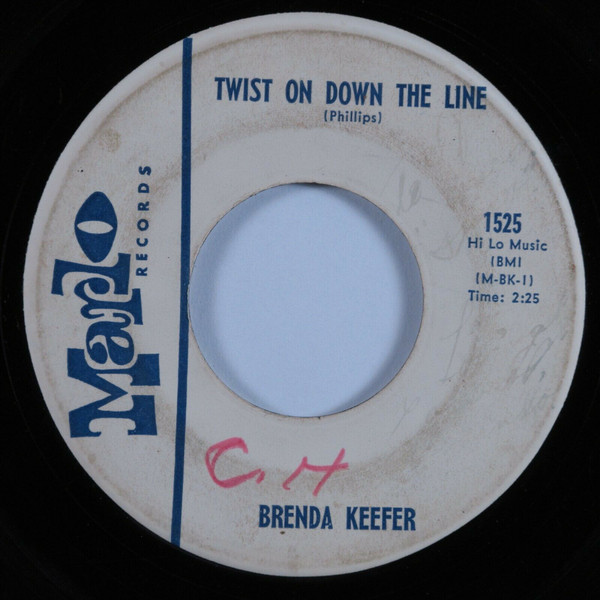 TWIST ON DOWN THE LINE
(Phillips)
Marlo
RECORDS
1525
Hi Lo Music
(BMI
(M-BK-1)
Time: 2:25
C. H
BRENDA KEEFER